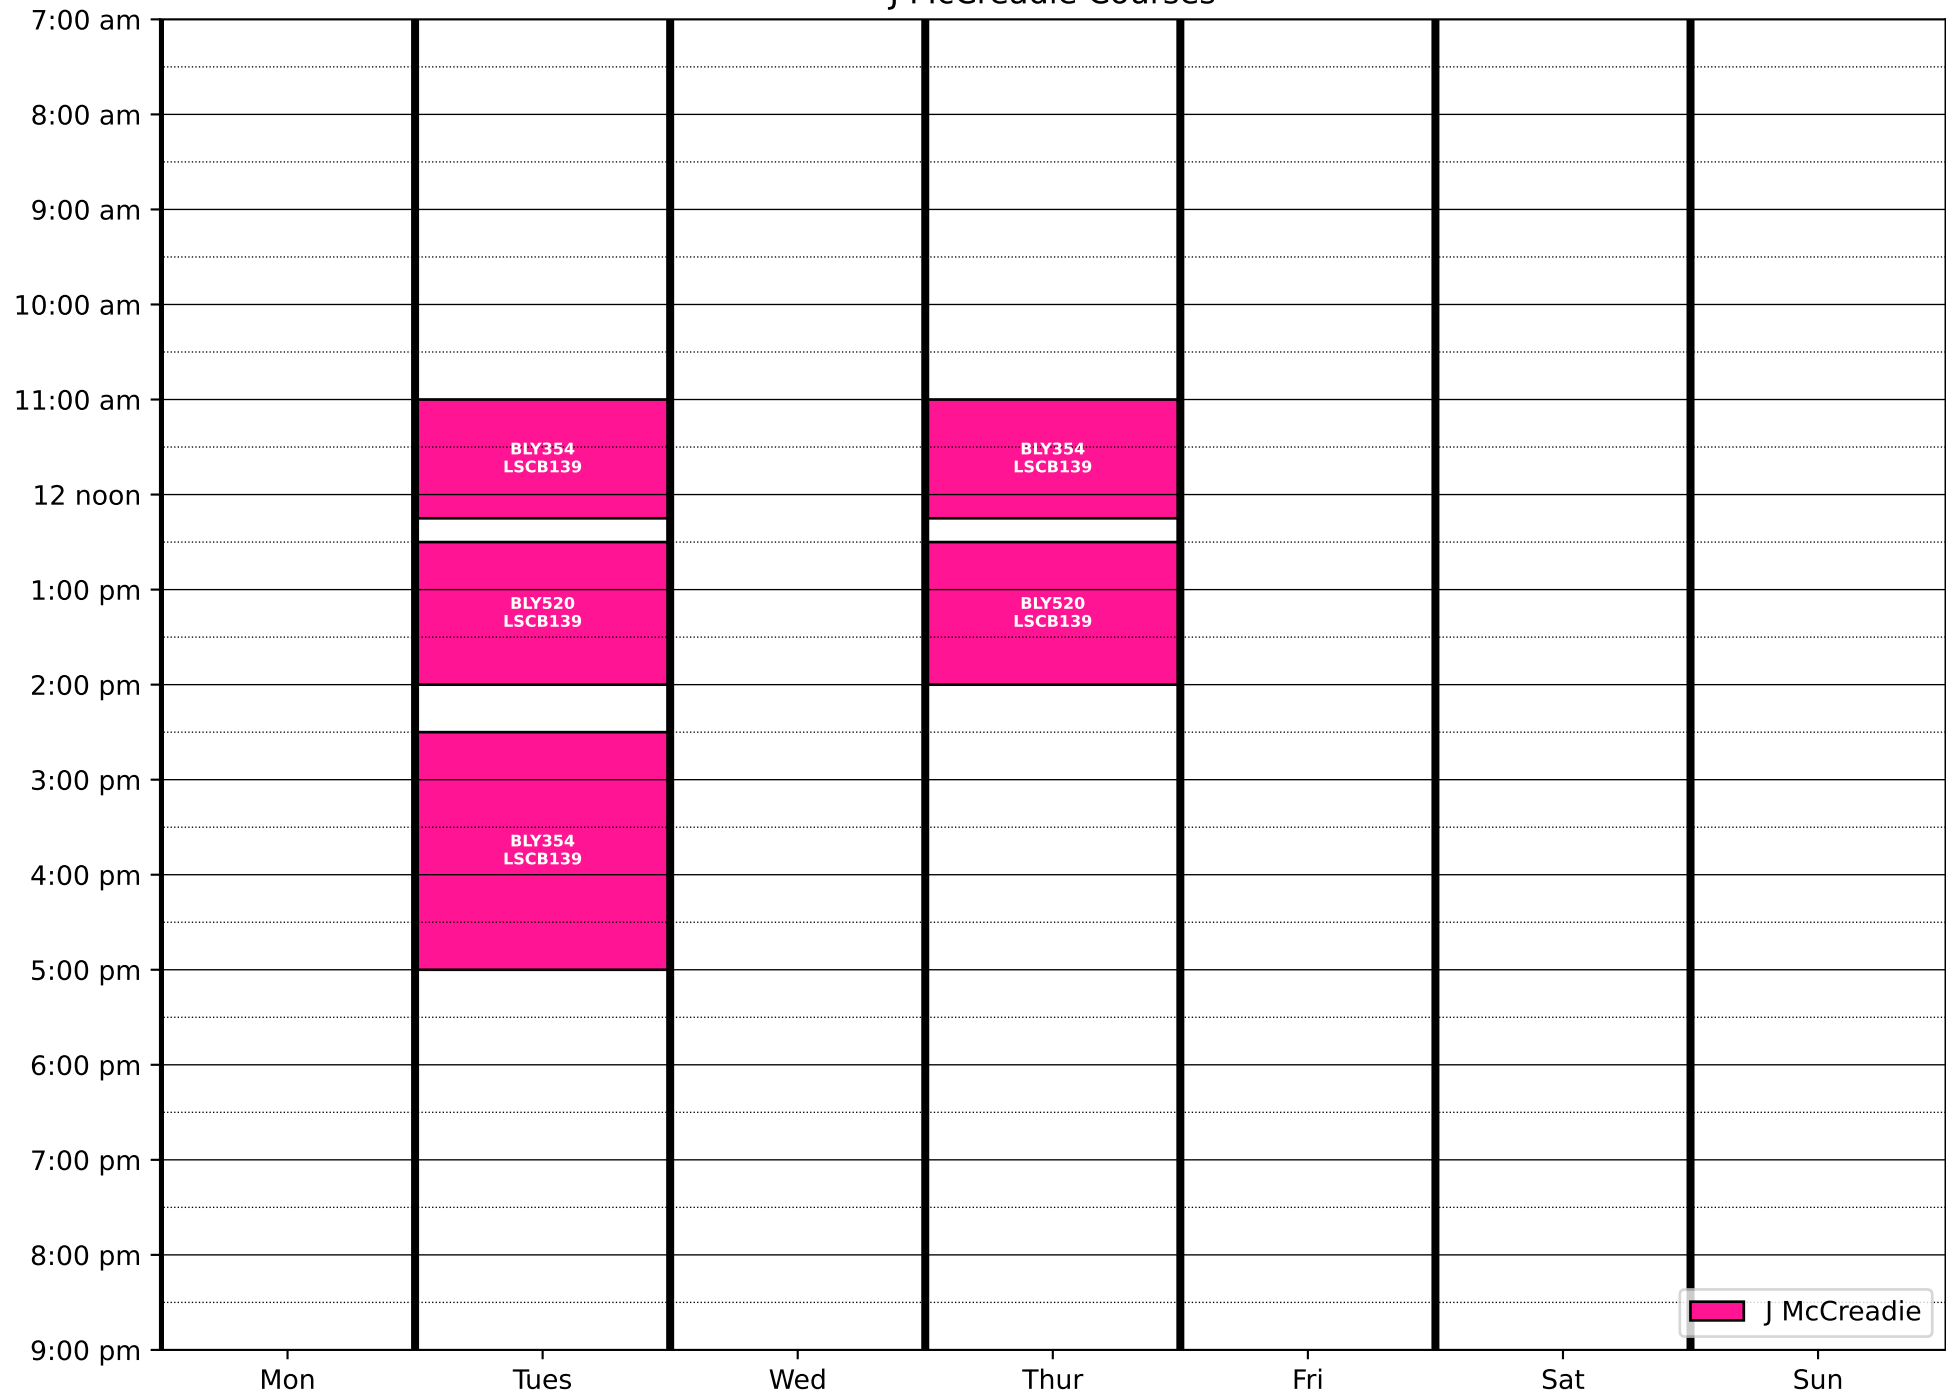 J McCreadie Courses
7:00 am
8:00 am
9:00 am
10:00 am
11:00 am
12 noon
1:00 pm
2:00 pm
3:00 pm
4:00 pm
5:00 pm
6:00 pm
7:00 pm
8:00 pm
9:00 pm
BLY354
LSCB139
BLY520
LSCB139
BLY354
LSCB139
BLY354
LSCB139
BLY520
LSCB139
J McCreadie
Mon Tues Wed Thur Fri Sat Sun